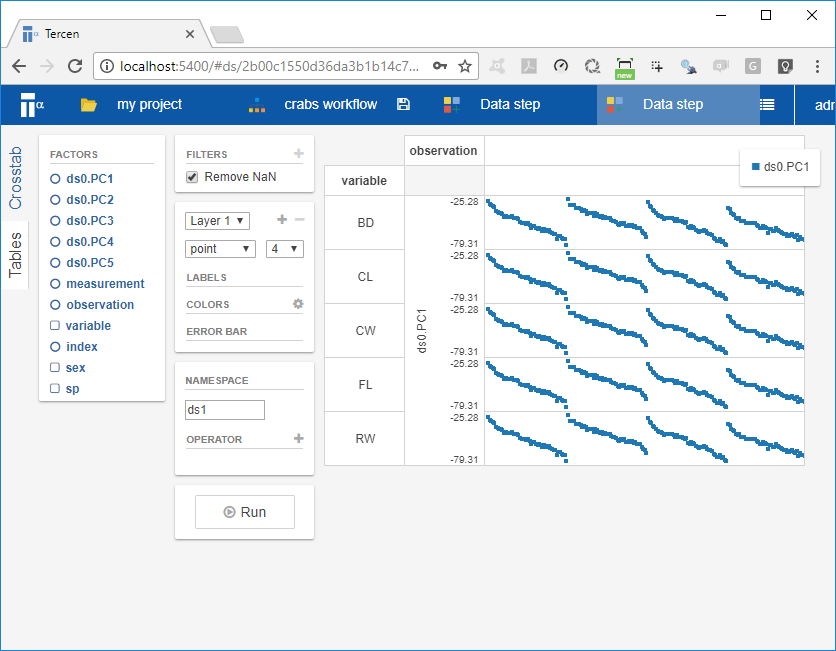 Tercen
localhost:5400/#ds/2b00c1550d36da3b1b14c7...
new
G
my project
crabs workflow
Data step
Data step
adr
Crosstab
Tables
FACTORS
ds0.PC1
ds0.PC2
ds0.PC3
ds0.PC4
ds0.PC5
measurement
observation
variable
index
sex
sp
FILTERS
Remove NaN
Layer 1
point
4
LABELS
COLORS
ERROR BAR
NAMESPACE
ds1
OPERATOR
Run
observation
variable
ds0.PC1
BD
CL
CW
FL
RW
ds0.PC1
-25.28
-79.31
-25.28
-79.31
-25.28
-79.31
-25.28
-79.31
-25.28
-79.31